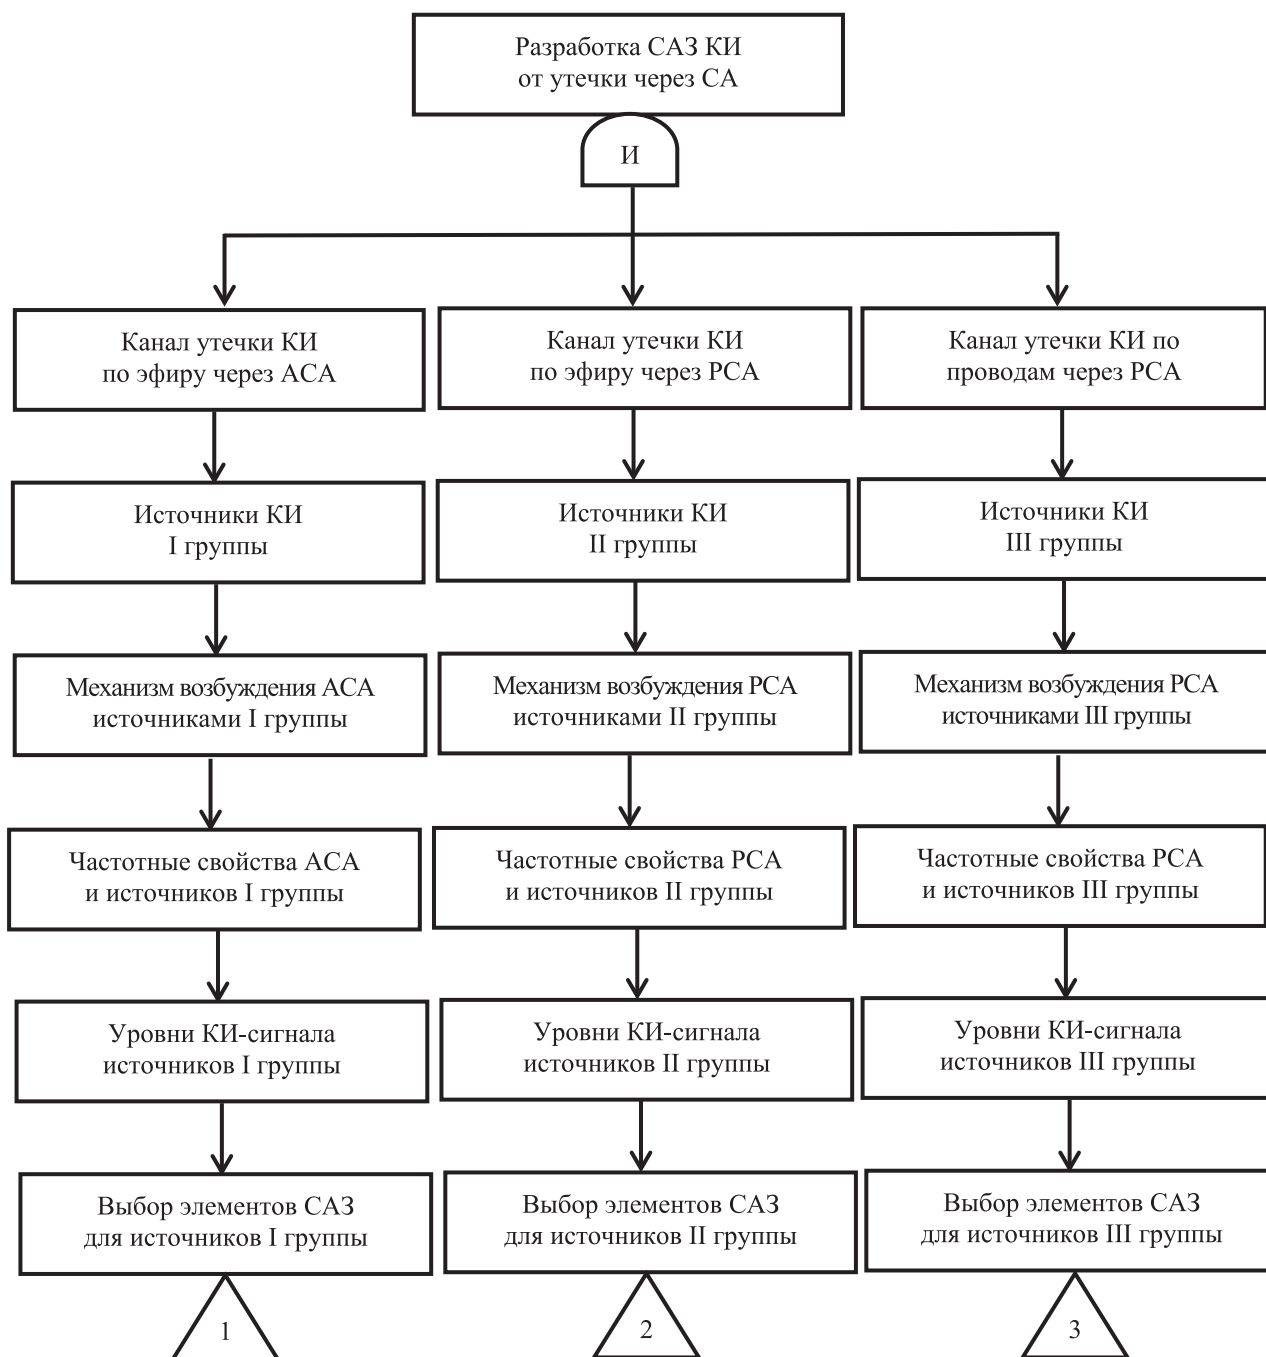 Разработка САЗ КИ
от утечки через СА
И
Канал утечки КИ
по эфиру через АСА
Канал утечки КИ
по эфиру через РСА
Канал утечки КИ по
проводам через РСА
Источники КИ
I группы
Источники КИ
II группы
Источники КИ
III группы
Механизм возбуждения АСА
источниками I группы
Механизм возбуждения РСА
источниками II группы
Механизм возбуждения РСА
источниками III группы
Частотные свойства АСА
и источников I группы
Частотные свойства РСА
и источников II группы
Частотные свойства РСА
и источников III группы
Уровни КИ-сигнала
источников I группы
Уровни КИ-сигнала
источников II группы
Уровни КИ-сигнала
источников III группы
Выбор элементов САЗ
для источников I группы
Выбор элементов САЗ
для источников II группы
Выбор элементов САЗ
для источников III группы
1
2
3